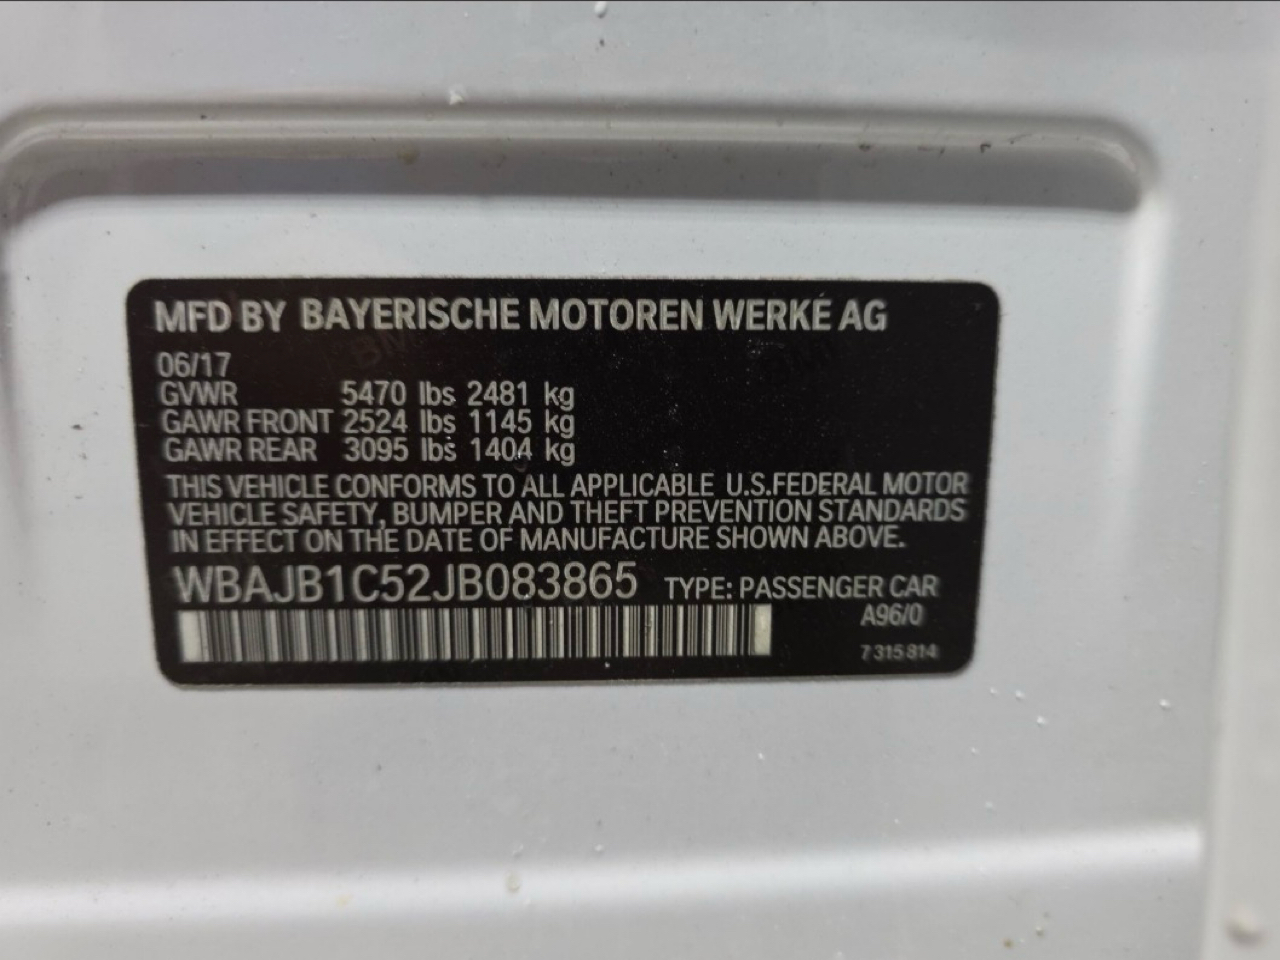 MFD BY BAYERISCHE MOTOREN WERKE AG
06/17
GVWR 5470 lbs 2481 kg
GAWR FRONT 2524 lbs 1145 kg
GAWR REAR 3095 lbs 1404 kg
THIS VEHICLE CONFORMS TO ALL APPLICABLE U.S.FEDERAL MOTOR
VEHICLE SAFETY, BUMPER AND THEFT PREVENTION STANDARDS
IN EFFECT ON THE DATE OF MANUFACTURE SHOWN ABOVE.
WBAJB1C52JB083865 TYPE: PASSENGER CAR
A96/0
7 315 814